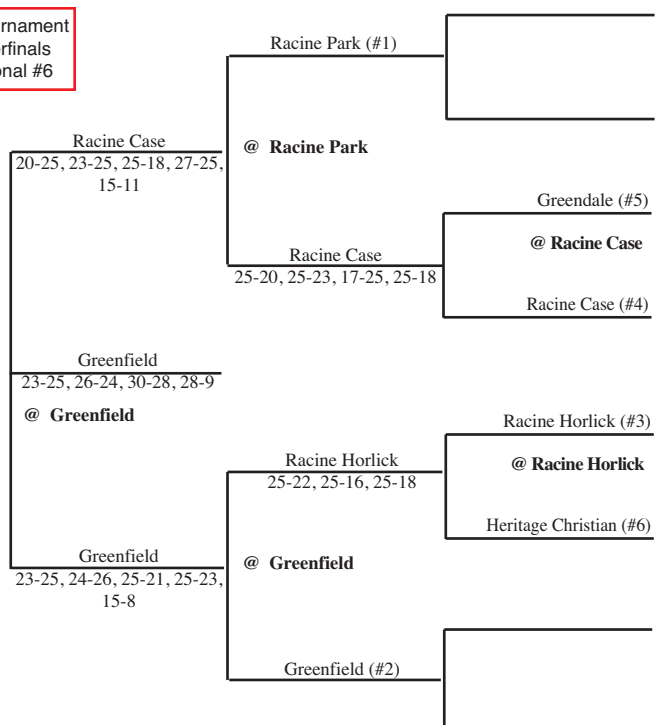 Racine Park (#1)
Racine Case
20-25, 23-25, 25-18, 27-25,
15-11
@ Racine Park
Greendale (#5)
@ Racine Case
Racine Case
25-20, 25-23, 17-25, 25-18
Racine Case (#4)
Greenfield
23-25, 26-24, 30-28, 28-9
@ Greenfield
Racine Horlick (#3)
Racine Horlick
25-22, 25-16, 25-18
@ Racine Horlick
Heritage Christian (#6)
Greenfield
23-25, 24-26, 25-21, 25-23,
15-8
@ Greenfield
Greenfield (#2)
#6